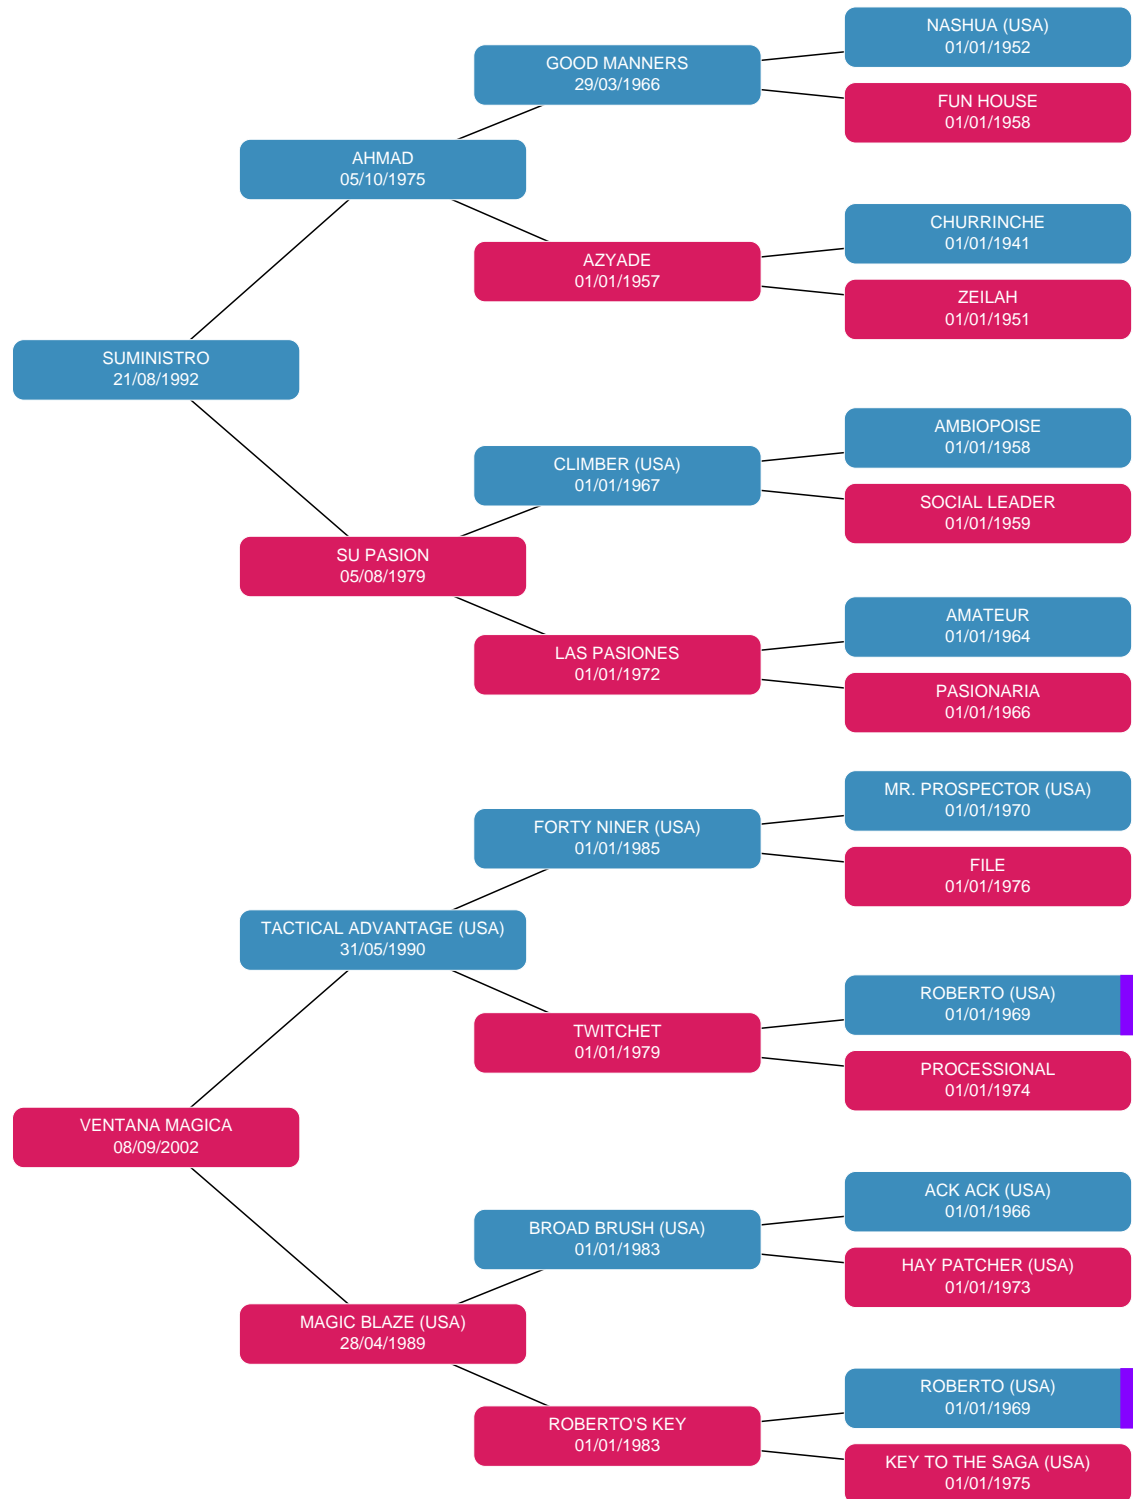 NASHUA (USA)
01/01/1952
GOOD MANNERS
29/03/1966
FUN HOUSE
01/01/1958
AHMAD
05/10/1975
CHURRINCHE
01/01/1941
AZYADE
01/01/1957
ZEILAH
01/01/1951
SUMINISTRO
21/08/1992
AMBIOPOISE
01/01/1958
CLIMBER (USA)
01/01/1967
SOCIAL LEADER
01/01/1959
SU PASION
05/08/1979
AMATEUR
01/01/1964
LAS PASIONES
01/01/1972
PASIONARIA
01/01/1966
MR. PROSPECTOR (USA)
01/01/1970
FORTY NINER (USA)
01/01/1985
FILE
01/01/1976
TACTICAL ADVANTAGE (USA)
31/05/1990
ROBERTO (USA)
01/01/1969
TWITCHET
01/01/1979
PROCESSIONAL
01/01/1974
VENTANA MAGICA
08/09/2002
ACK ACK (USA)
01/01/1966
BROAD BRUSH (USA)
01/01/1983
HAY PATCHER (USA)
01/01/1973
MAGIC BLAZE (USA)
28/04/1989
ROBERTO (USA)
01/01/1969
ROBERTO'S KEY
01/01/1983
KEY TO THE SAGA (USA)
01/01/1975